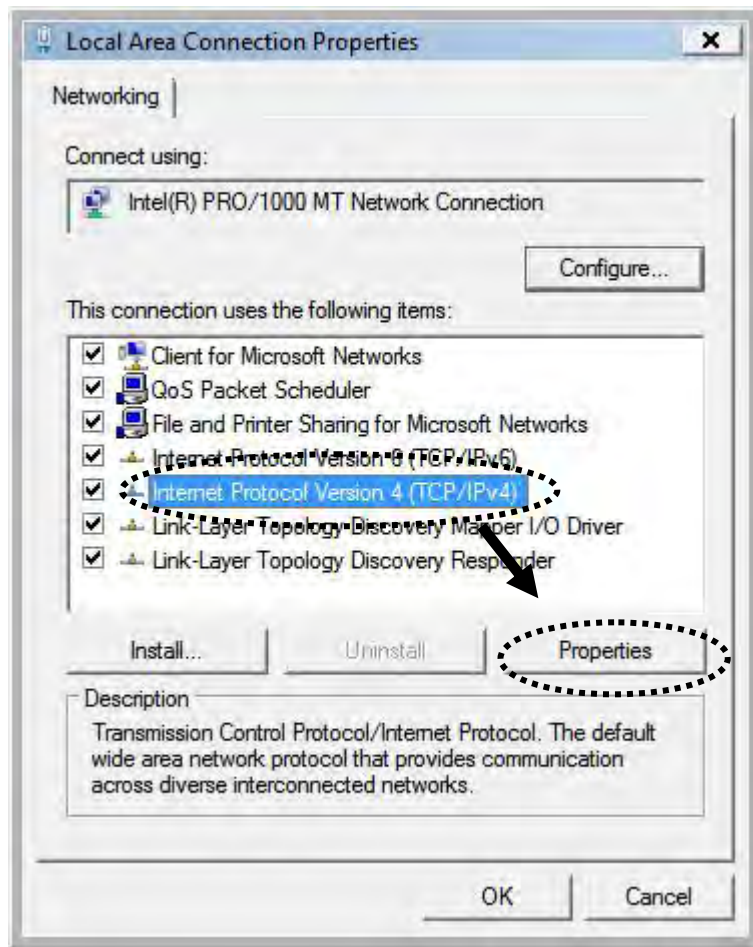 Local Area Connection Properties
Networking
Connect using:
Intel(R) PRO/1000 MT Network Connection
Configure...
This connection uses the following items:
Client for Microsoft Networks
QoS Packet Scheduler
File and Printer Sharing for Microsoft Networks
Internet Protocol Version 6 (TCP/IPv6)
Internet Protocol Version 4 (TCP/IPv4)
Link-Layer Topology Discovery Mapper I/O Driver
Link-Layer Topology Discovery Responder
Install... Uninstall Properties
Description
Transmission Control Protocol/Internet Protocol. The default
wide area network protocol that provides communication
across diverse interconnected networks.
OK Cancel